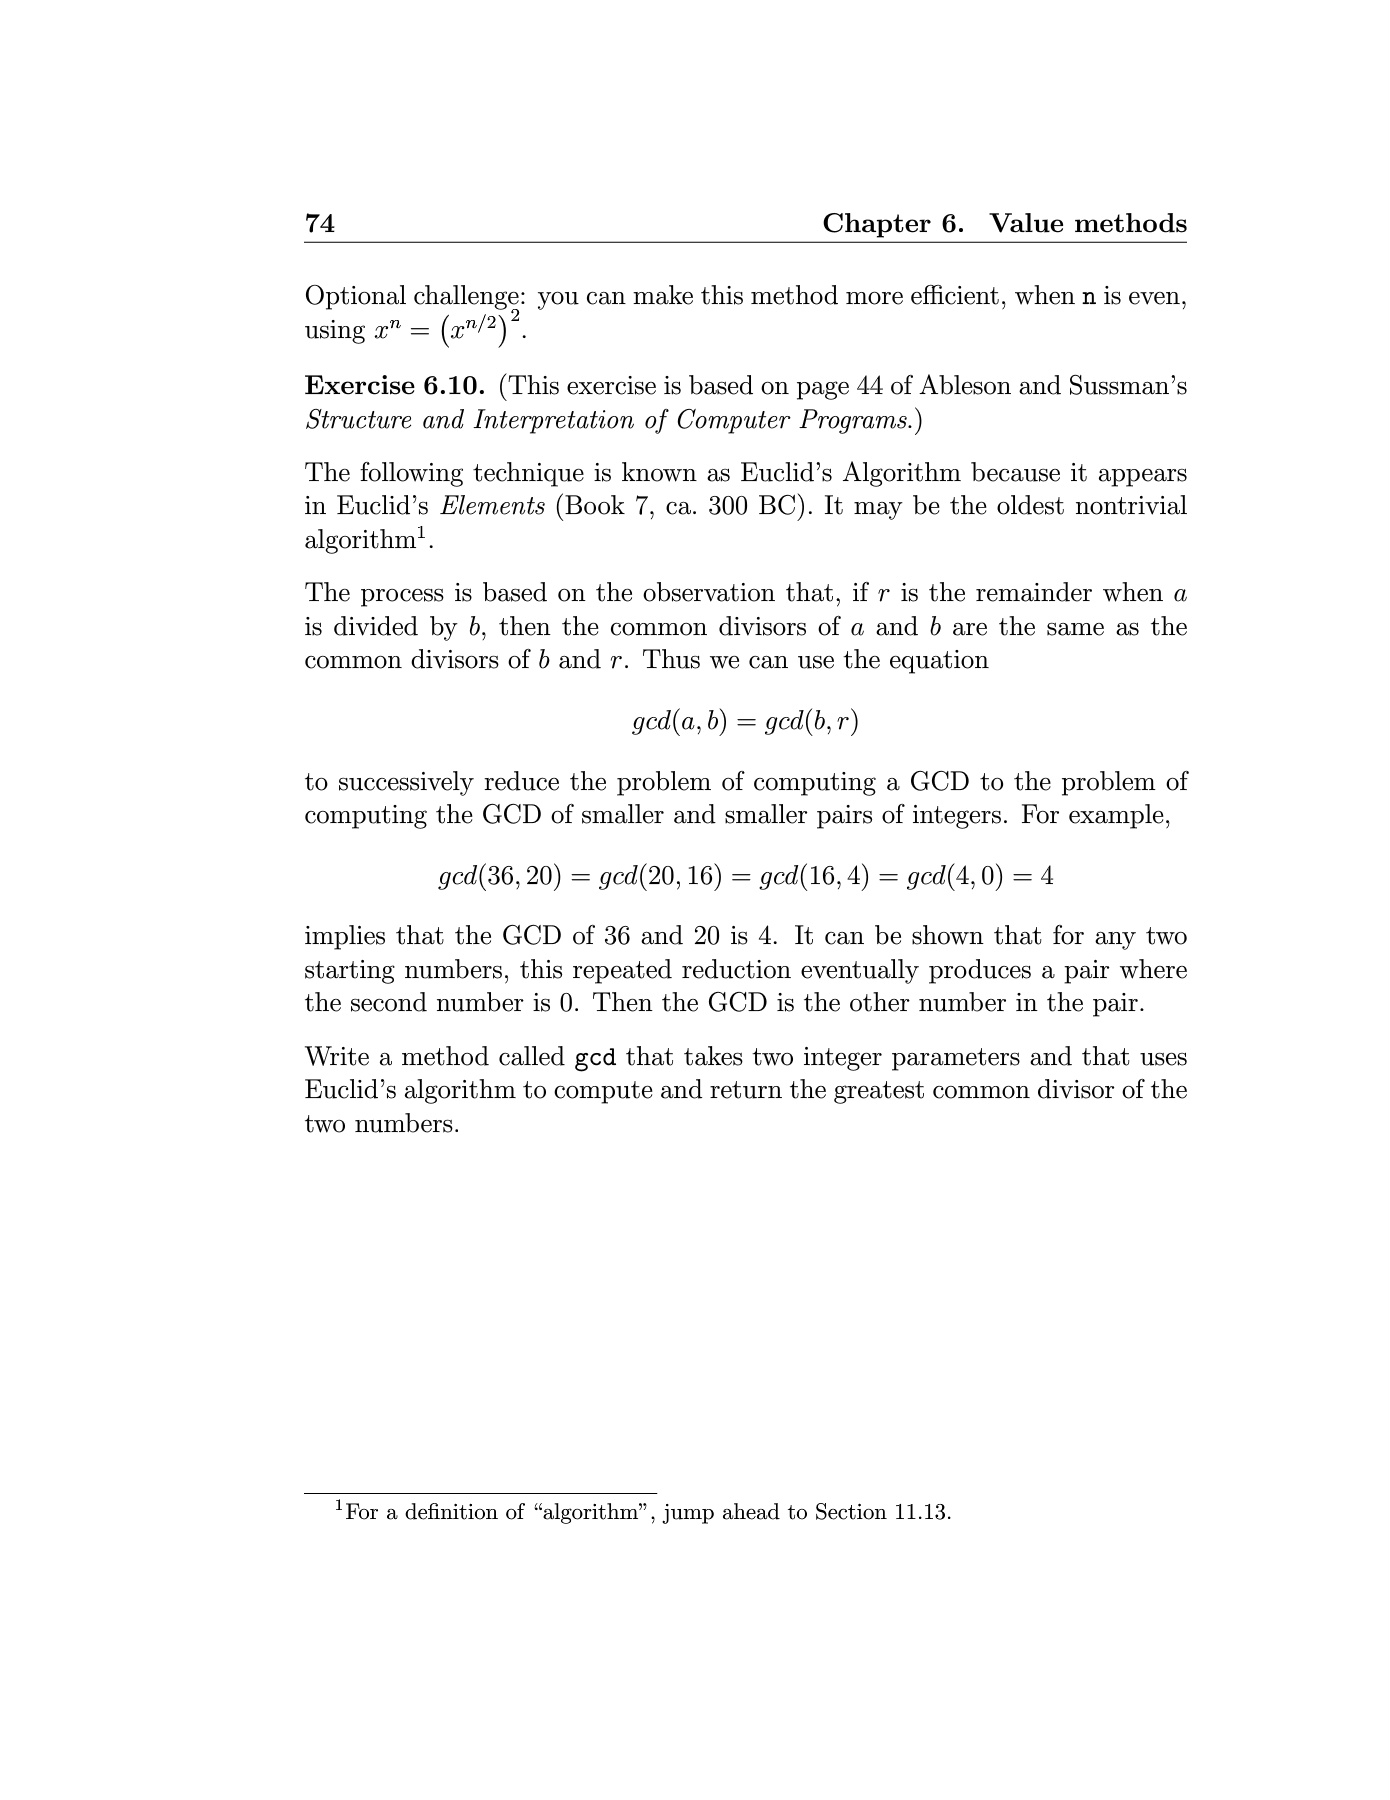 74 Chapter 6. Value methods
Optional challenge: you can make this method more efficient, when n is even,
using xⁿ = (x^{n/2})².
Exercise 6.10. (This exercise is based on page 44 of Ableson and Sussman’s
Structure and Interpretation of Computer Programs.)
The following technique is known as Euclid’s Algorithm because it appears
in Euclid’s Elements (Book 7, ca. 300 BC). It may be the oldest nontrivial
algorithm¹.
The process is based on the observation that, if r is the remainder when a
is divided by b, then the common divisors of a and b are the same as the
common divisors of b and r. Thus we can use the equation
gcd(a, b) = gcd(b, r)
to successively reduce the problem of computing a GCD to the problem of
computing the GCD of smaller and smaller pairs of integers. For example,
gcd(36, 20) = gcd(20, 16) = gcd(16, 4) = gcd(4, 0) = 4
implies that the GCD of 36 and 20 is 4. It can be shown that for any two
starting numbers, this repeated reduction eventually produces a pair where
the second number is 0. Then the GCD is the other number in the pair.
Write a method called gcd that takes two integer parameters and that uses
Euclid’s algorithm to compute and return the greatest common divisor of the
two numbers.
¹For a definition of “algorithm”, jump ahead to Section 11.13.